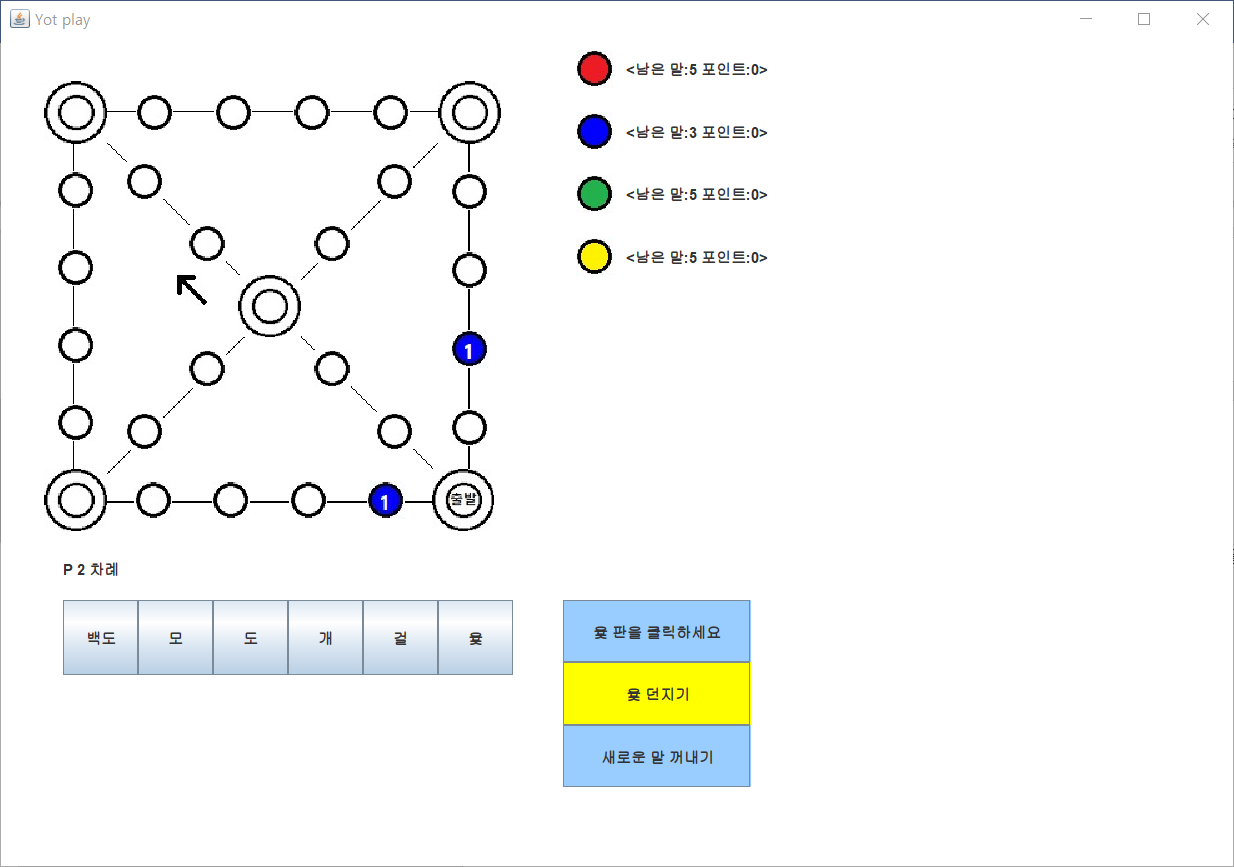 Yot play
<남은 말:5 포인트:0>
<남은 말:3 포인트:0>
<남은 말:5 포인트:0>
<남은 말:5 포인트:0>
1
1
출발
P 2 차례
백도 모 도 개 걸 윷
윷 판을 클릭하세요
윷 던지기
새로운 말 꺼내기